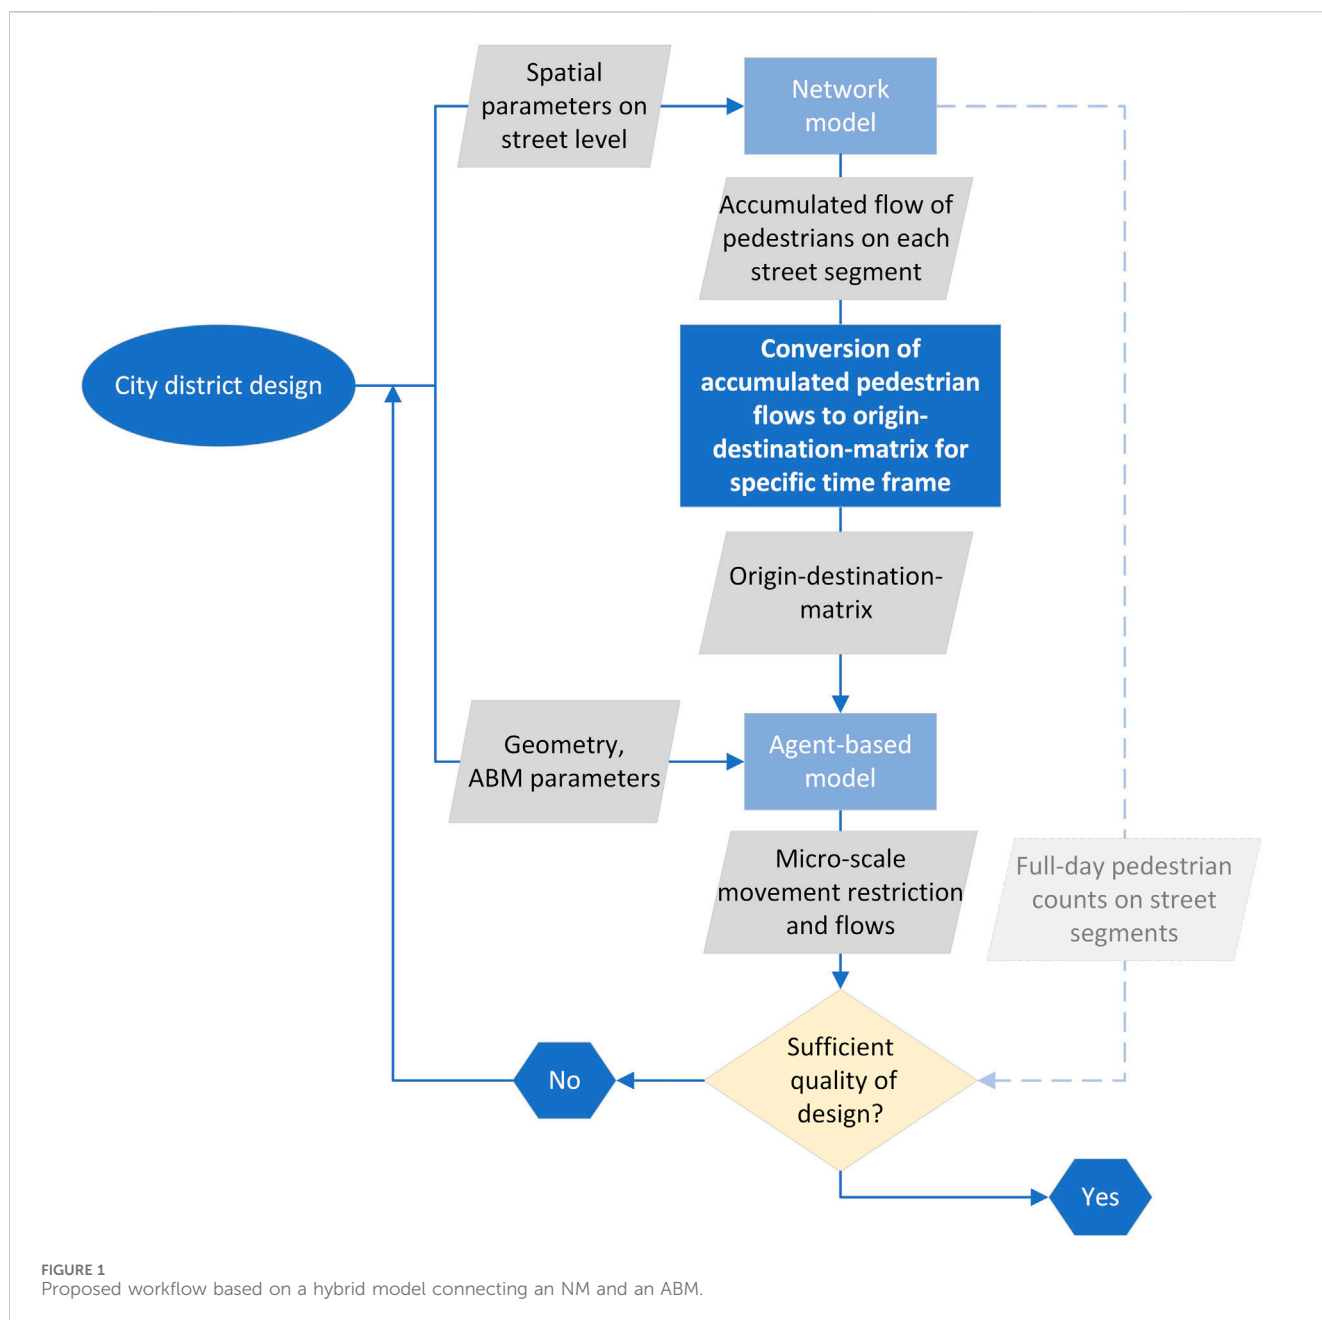 Spatial
parameters on
street level
Network
model
Accumulated flow of
pedestrians on each
street segment
City district design
Conversion of
accumulated pedestrian
flows to origin-
destination-matrix for
specific time frame
Origin-destination-
matrix
Geometry,
ABM parameters
Agent-based
model
Micro-scale
movement restriction
and flows
Full-day pedestrian
counts on street
segments
Sufficient
quality of
design?
No
Yes
FIGURE 1
Proposed workflow based on a hybrid model connecting an NM and an ABM.